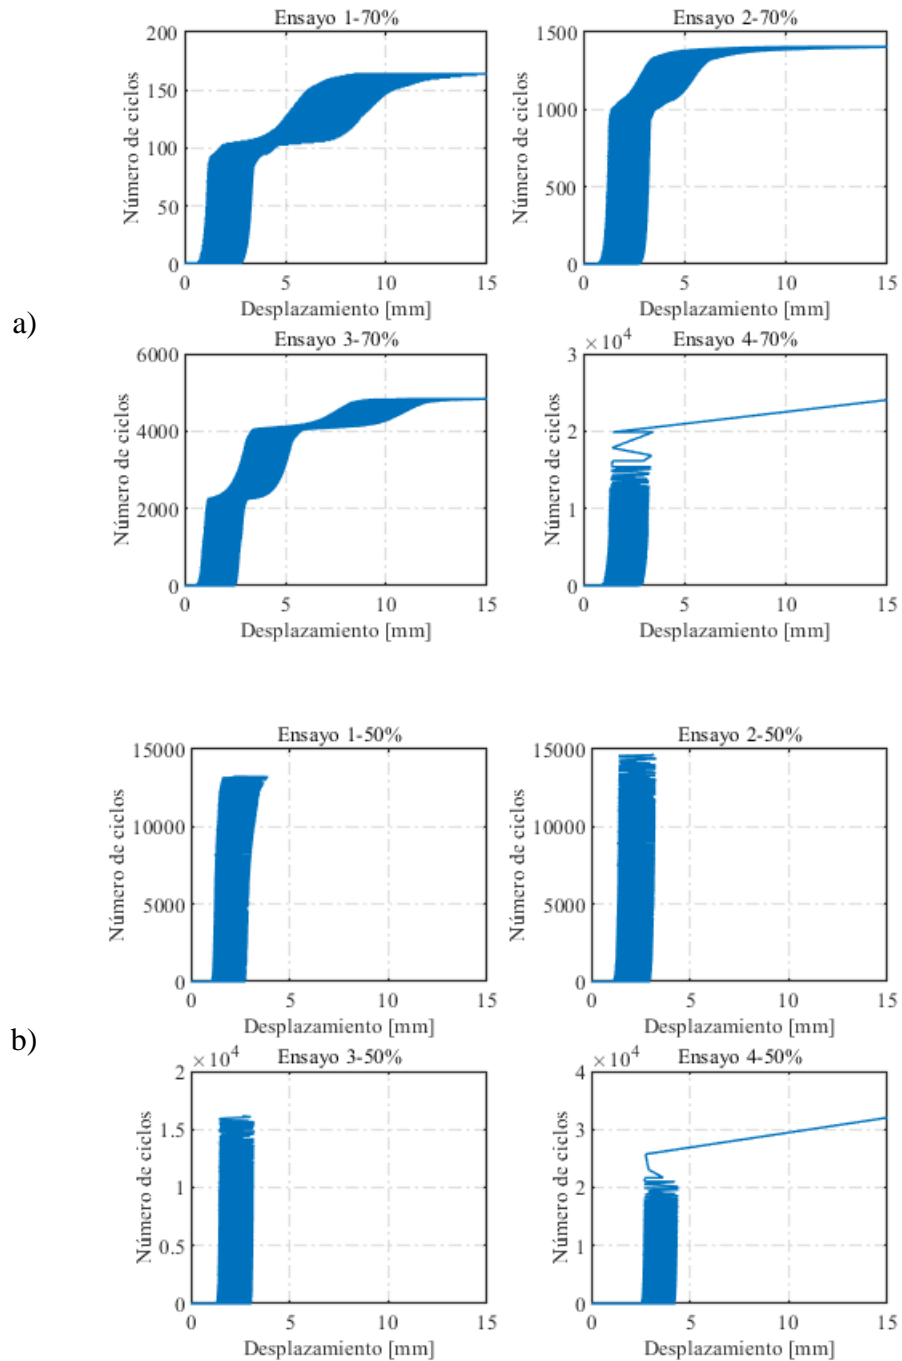 Ensayo 1-70%
200
150
100
50
0
0 5 10 15
Número de ciclos
Desplazamiento [mm]
Ensayo 2-70%
1500
1000
500
0
0 5 10 15
Número de ciclos
Desplazamiento [mm]
a)
Ensayo 3-70%
6000
4000
2000
0
0 5 10 15
Número de ciclos
Desplazamiento [mm]
Ensayo 4-70%
×10⁴
3
2
1
0
0 5 10 15
Número de ciclos
Desplazamiento [mm]
Ensayo 1-50%
15000
10000
5000
0
0 5 10 15
Número de ciclos
Desplazamiento [mm]
Ensayo 2-50%
15000
10000
5000
0
0 5 10 15
Número de ciclos
Desplazamiento [mm]
b)
Ensayo 3-50%
×10⁴
2
1.5
1
0.5
0
0 5 10 15
Número de ciclos
Desplazamiento [mm]
Ensayo 4-50%
×10⁴
4
3
2
1
0
0 5 10 15
Número de ciclos
Desplazamiento [mm]